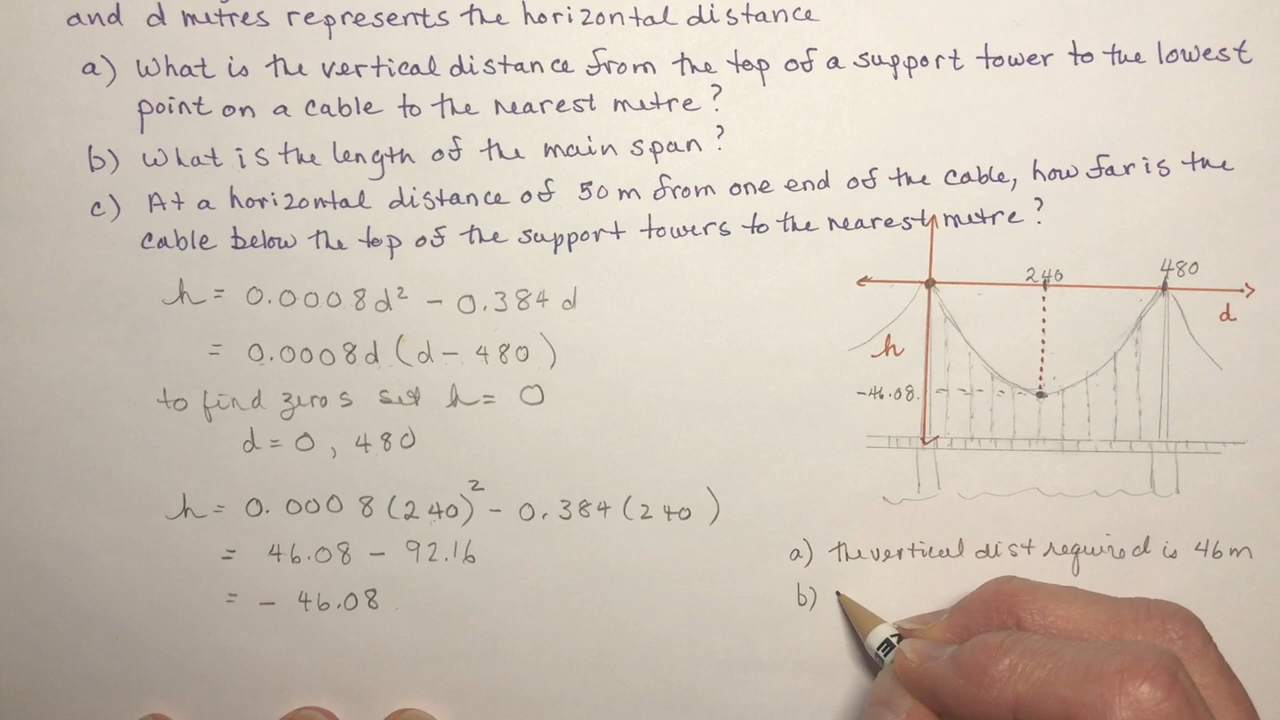 and d metres represents the horizontal distance
a) What is the vertical distance from the top of a support tower to the lowest
point on a cable to the nearest metre?
b) What is the length of the main span?
c) At a horizontal distance of 50 m from one end of the cable, how far is the
cable below the top of the support towers to the nearest metre?
h = 0.0008d² - 0.384d
= 0.0008d (d - 480)
to find zeros set h = 0
d = 0, 480
h = 0.0008(240)² - 0.384(240)
= 46.08 - 92.16
= - 46.08
240
480
d
h
-46.08
a) the vertical dist required is 46m
b)